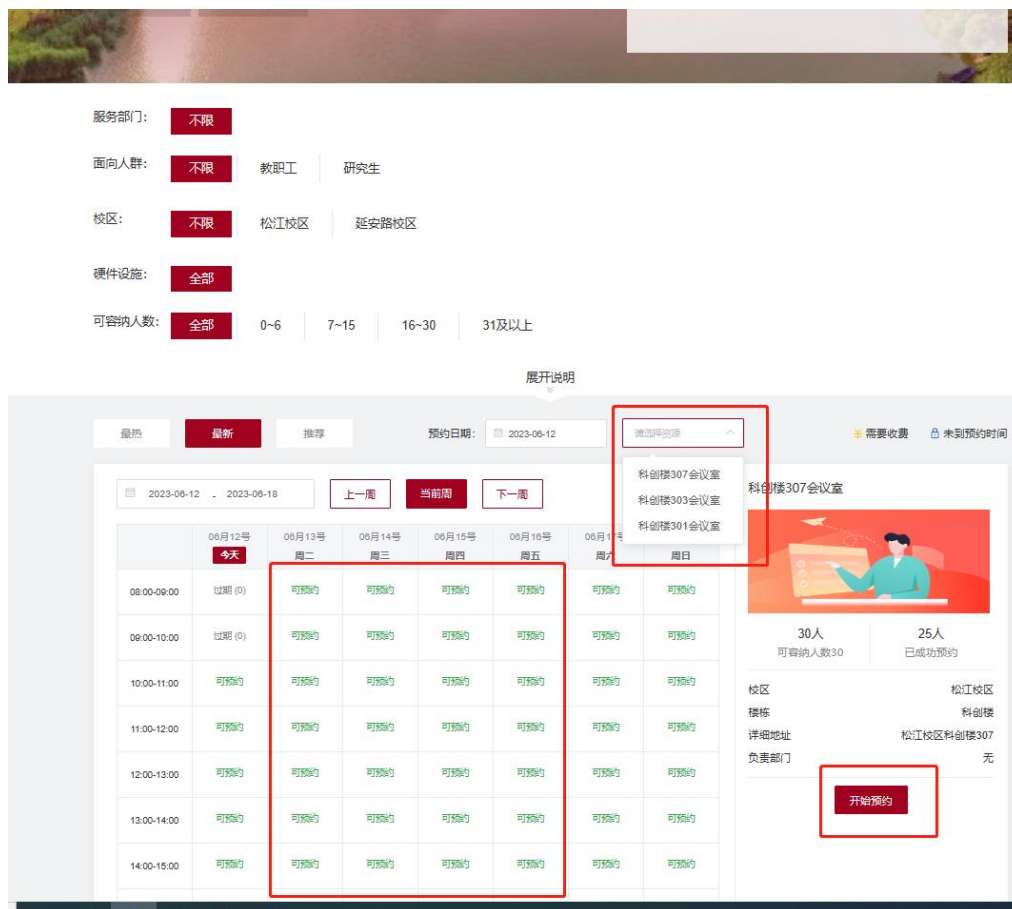 服务部门： 不限
面向人群： 不限 教职工 研究生
校区： 不限 松江校区 延安路校区
硬件设施： 全部
可容纳人数： 全部 0~6 7~15 16~30 31及以上
展开说明
最热 最新 推荐 预约日期： 2023-06-12 请选择资源 需要收费 未到预约时间
科创楼307会议室
科创楼303会议室
科创楼301会议室
2023-06-12 - 2023-06-18 上一周 当前周 下一周
06月12号 06月13号 06月14号 06月15号 06月16号
今天 周二 周三 周四 周五 周六 周日
08:00-09:00 过期 (0) 可预约 可预约 可预约 可预约 可预约 可预约
09:00-10:00 过期 (0) 可预约 可预约 可预约 可预约 可预约 可预约
10:00-11:00 可预约 可预约 可预约 可预约 可预约 可预约 可预约
11:00-12:00 可预约 可预约 可预约 可预约 可预约 可预约 可预约
12:00-13:00 可预约 可预约 可预约 可预约 可预约 可预约 可预约
13:00-14:00 可预约 可预约 可预约 可预约 可预约 可预约 可预约
14:00-15:00 可预约 可预约 可预约 可预约 可预约 可预约 可预约
科创楼307会议室
30人 25人
可容纳人数30 已成功预约
校区 松江校区
楼栋 科创楼
详细地址 松江校区科创楼307
负责部门 无
开始预约